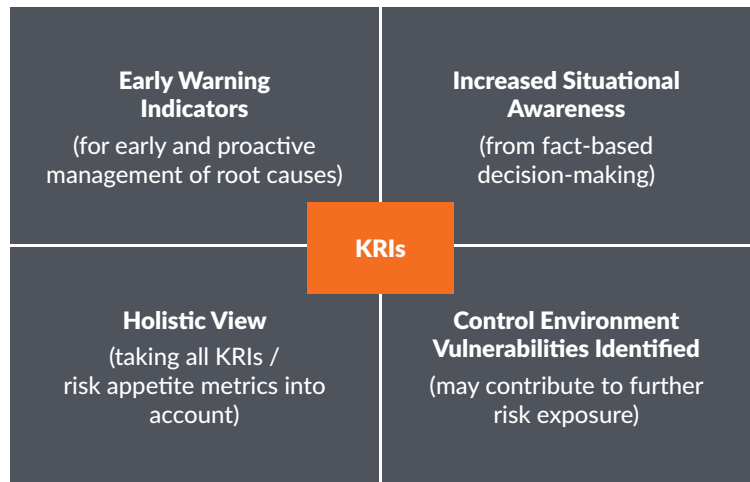 Early Warning
Indicators
(for early and proactive
management of root causes)
Increased Situational
Awareness
(from fact-based
decision-making)
KRIs
Holistic View
(taking all KRIs /
risk appetite metrics into
account)
Control Environment
Vulnerabilities Identified
(may contribute to further
risk exposure)